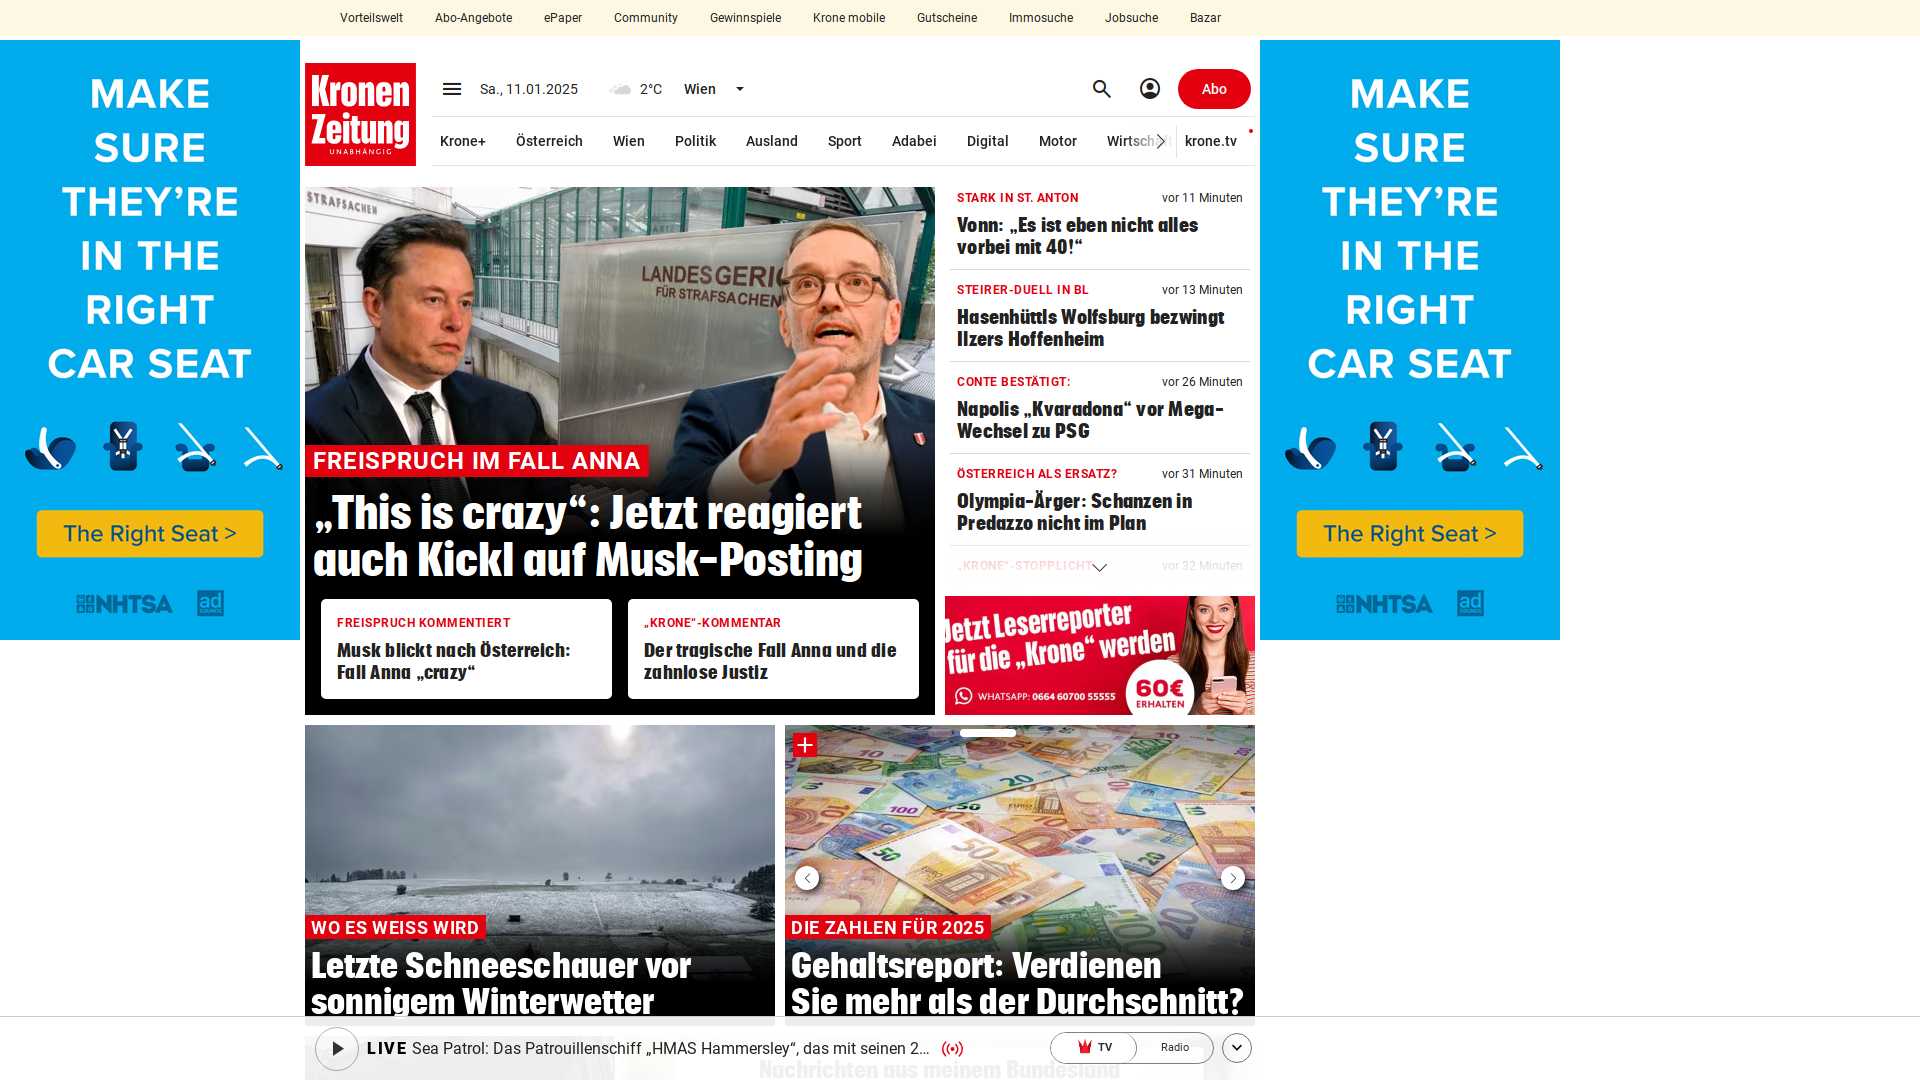 Vorteilswelt
Abo-Angebote
ePaper
Community
Gewinnspiele
Krone mobile
Gutscheine
Immosuche
Jobsuche
Bazar
MAKE
SURE
THEY'RE
IN THE
RIGHT
CAR SEAT
The Right Seat >
NHTSA
ad
Kronen
Zeitung
UNABHÄNGIG
Sa., 11.01.2025
2°C
Wien
Abo
Krone+
Österreich
Wien
Politik
Ausland
Sport
Adabei
Digital
Motor
Wirtschaft
krone.tv
STRAFSACHEN
LANDESGERIC
FÜR STRAFSACHEN
FREISPRUCH IM FALL ANNA
„This is crazy“: Jetzt reagiert
auch Kickl auf Musk-Posting
FREISPRUCH KOMMENTIERT
Musk blickt nach Österreich:
Fall Anna „crazy“
„KRONE“-KOMMENTAR
Der tragische Fall Anna und die
zahnlose Justiz
STARK IN ST. ANTON
vor 11 Minuten
Vonn: „Es ist eben nicht alles
vorbei mit 40!“
STEIRER-DUELL IN BL
vor 13 Minuten
Hasenhüttls Wolfsburg bezwingt
Ilzers Hoffenheim
CONTE BESTÄTIGT:
vor 26 Minuten
Napolis „Kvaradona“ vor Mega-
Wechsel zu PSG
ÖSTERREICH ALS ERSATZ?
vor 31 Minuten
Olympia-Ärger: Schanzen in
Predazzo nicht im Plan
„KRONE“-STOPPLICHT
vor 32 Minuten
Jetzt Leserreporter
für die „Krone“ werden
WHATSAPP: 0664 60700 55555
60€
ERHALTEN
MAKE
SURE
THEY'RE
IN THE
RIGHT
CAR SEAT
The Right Seat >
NHTSA
ad
WO ES WEISS WIRD
Letzte Schneeschauer vor
sonnigem Winterwetter
DIE ZAHLEN FÜR 2025
Gehaltsreport: Verdienen
Sie mehr als der Durchschnitt?
LIVE Sea Patrol: Das Patrouillenschiff „HMAS Hammersley“, das mit seinen 2...
TV
Radio
Nachrichten aus meinem Bundesland